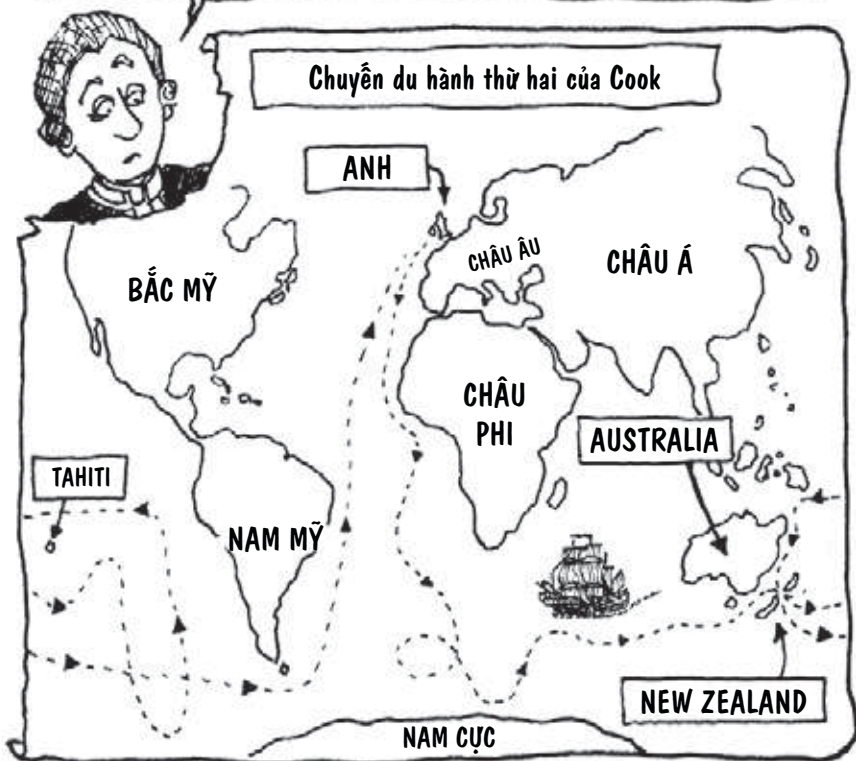 Chuyến du hành thừ hai của Cook
ANH
CHÂU ÂU
CHÂU Á
BẮC MỸ
CHÂU
PHI
AUSTRALIA
TAHITI
NAM MỸ
NEW ZEALAND
NAM CỰC